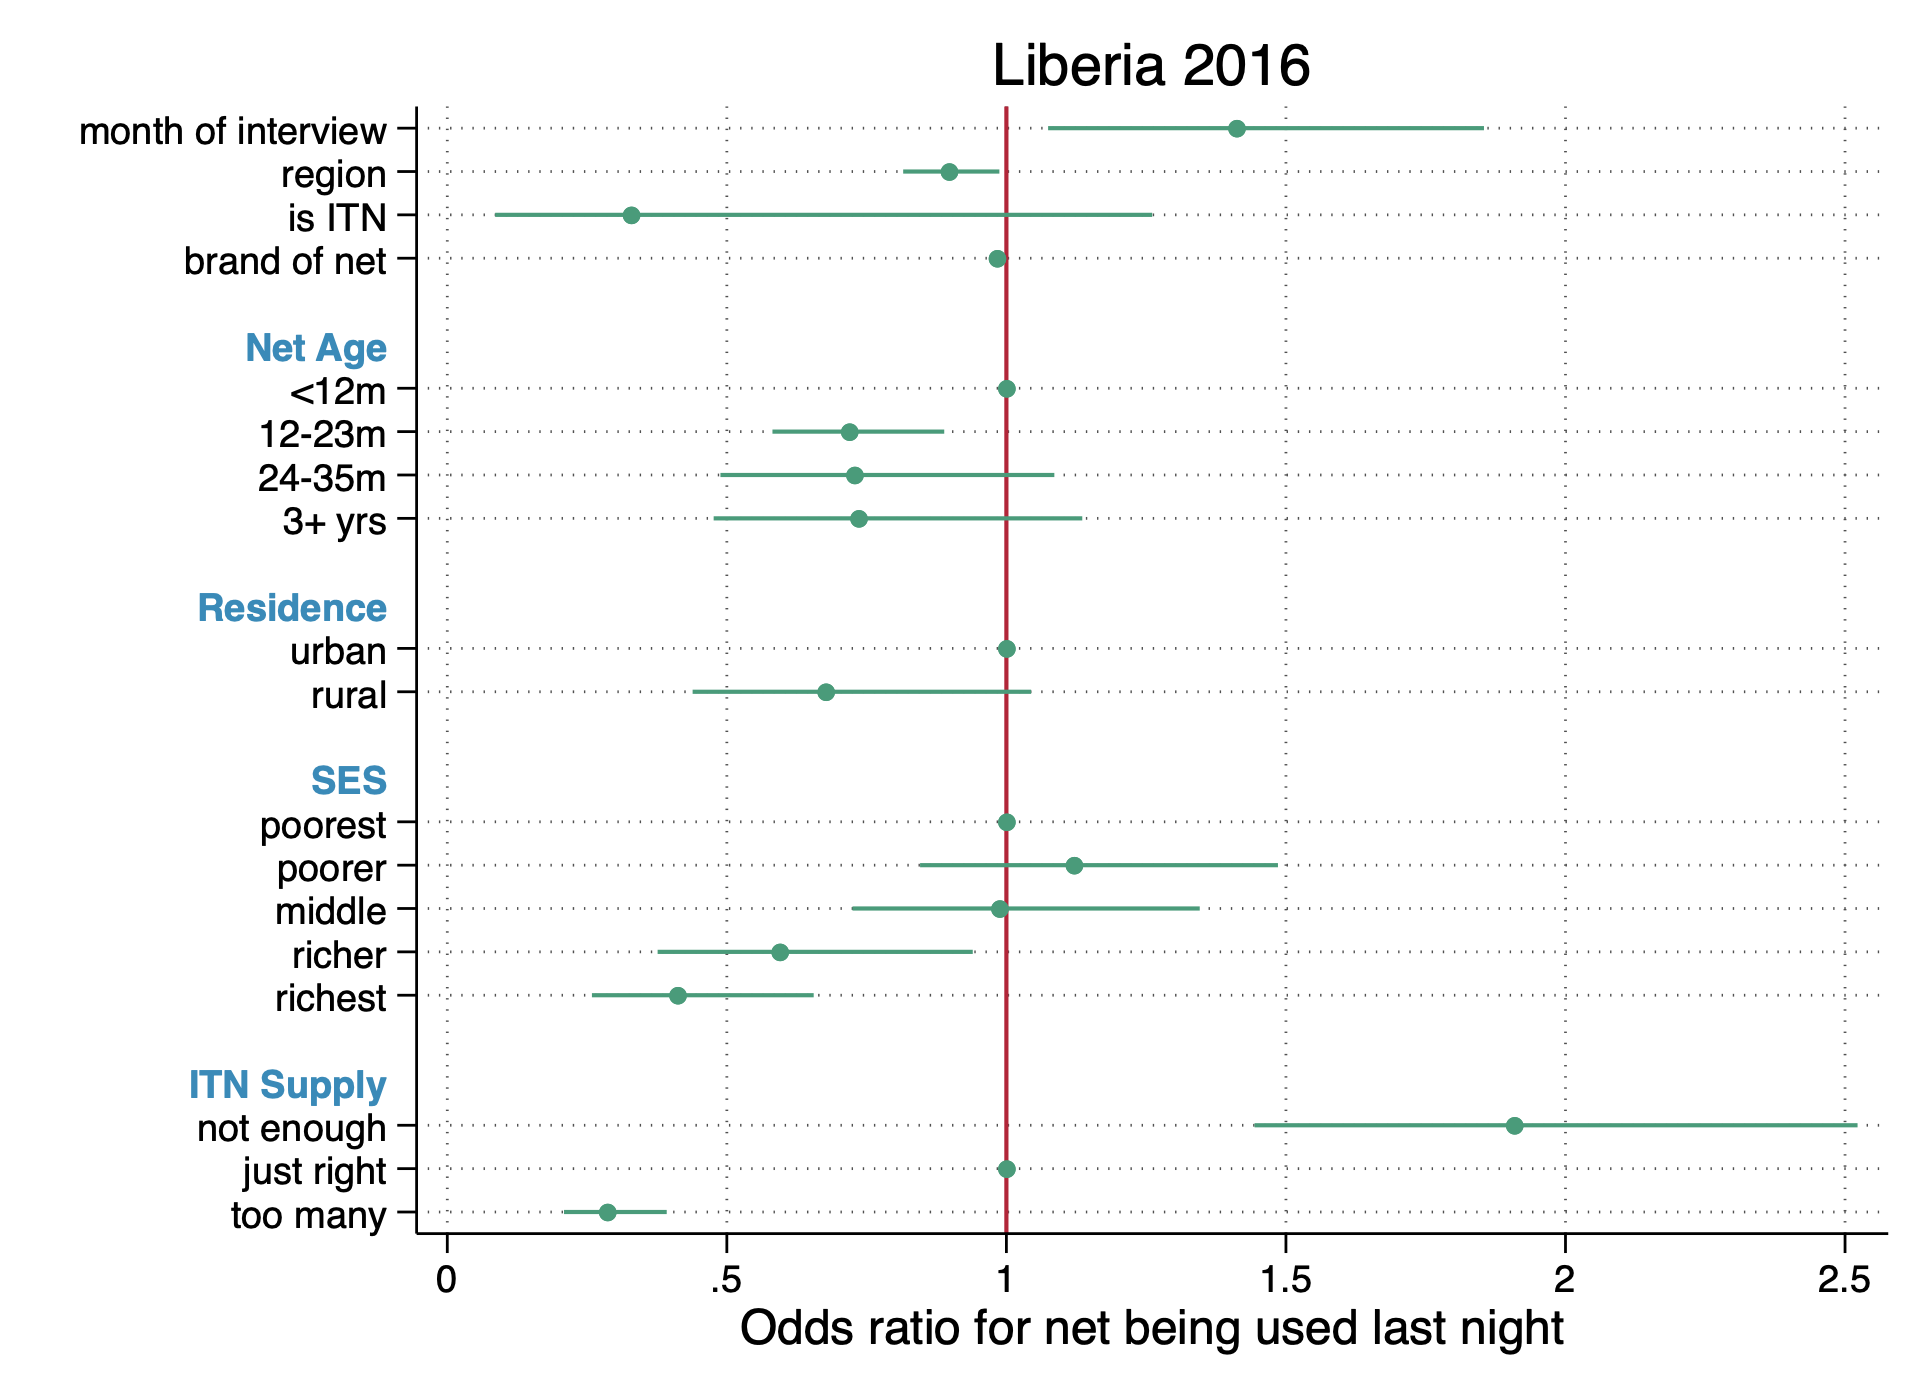 Liberia 2016
month of interview
region
is ITN
brand of net
Net Age
<12m
12-23m
24-35m
3+ yrs
Residence
urban
rural
SES
poorest
poorer
middle
richer
richest
ITN Supply
not enough
just right
too many
0 .5 1 1.5 2 2.5
Odds ratio for net being used last night